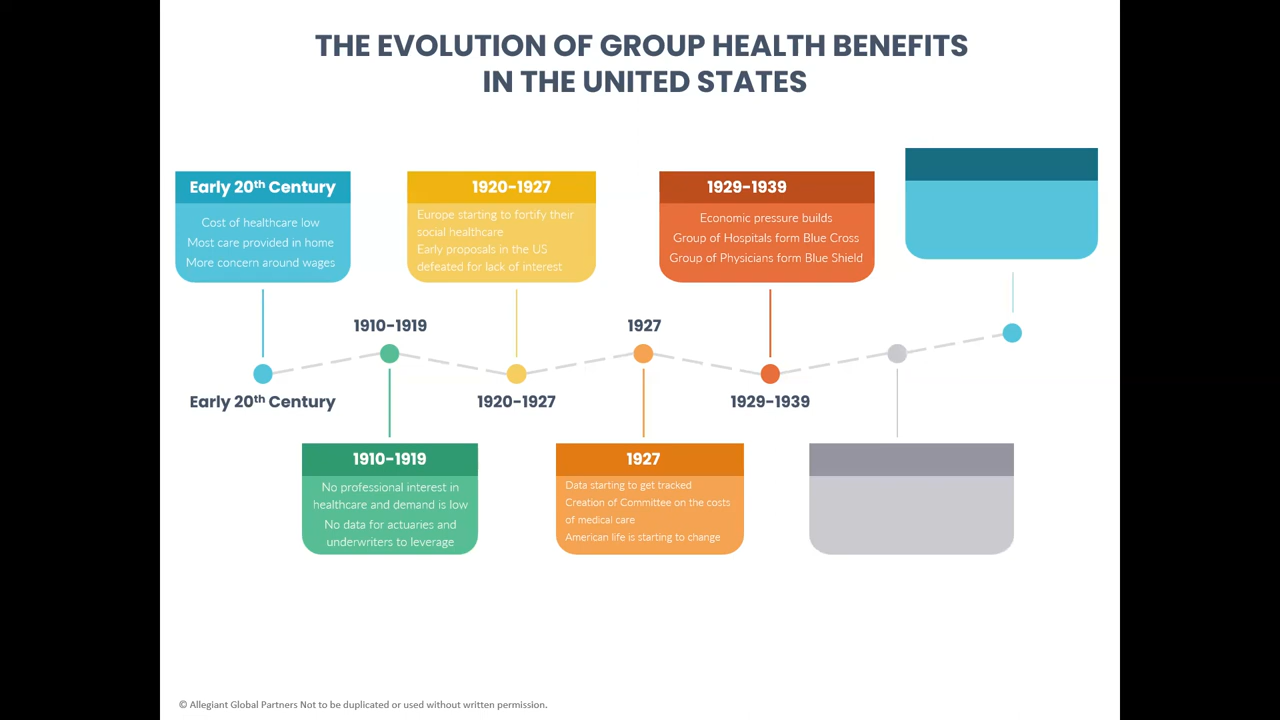 THE EVOLUTION OF GROUP HEALTH BENEFITS
IN THE UNITED STATES
Early 20th Century
Cost of healthcare low
Most care provided in home
More concern around wages
1920-1927
Europe starting to fortify their
social healthcare
Early proposals in the US
defeated for lack of interest
1929-1939
Economic pressure builds
Group of Hospitals form Blue Cross
Group of Physicians form Blue Shield
1910-1919
1927
Early 20th Century
1920-1927
1929-1939
1910-1919
No professional interest in
healthcare and demand is low
No data for actuaries and
underwriters to leverage
1927
Data starting to get tracked
Creation of Committee on the costs
of medical care
American life is starting to change
© Allegiant Global Partners Not to be duplicated or used without written permission.